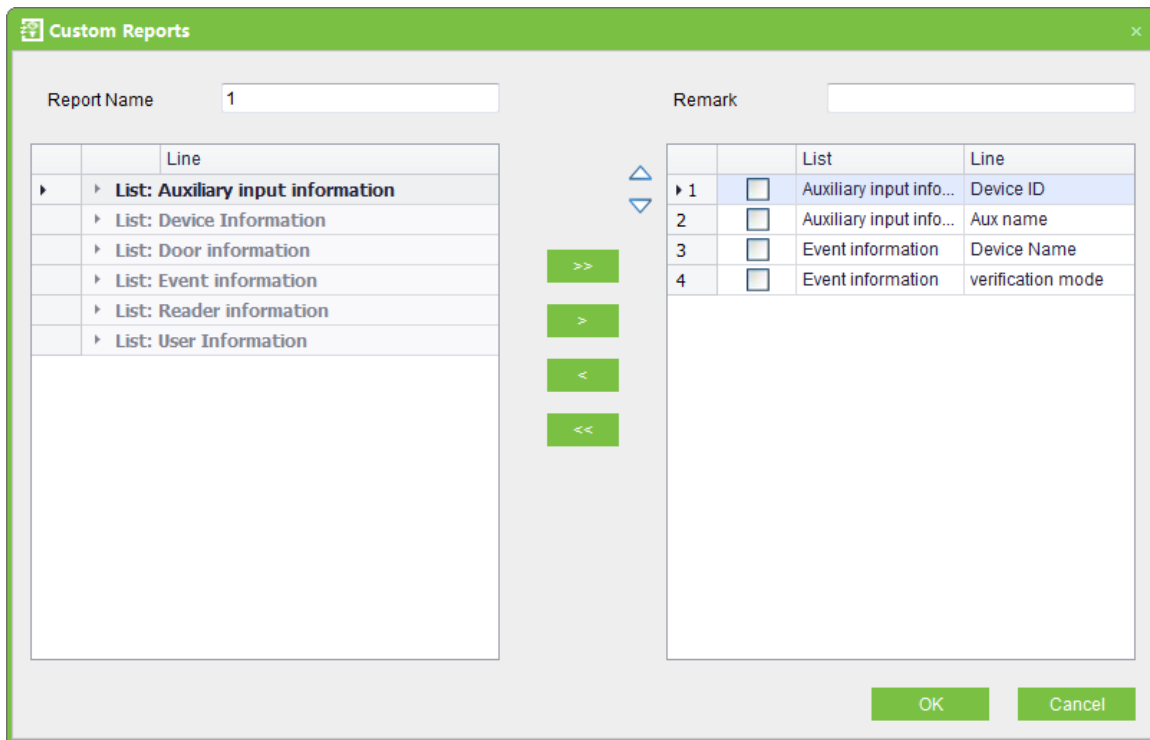 Custom Reports
×
Report Name 1 Remark
Line
List: Auxiliary input information
List: Device Information
List: Door information
List: Event information
List: Reader information
List: User Information
>>
>
<
<<
List Line
1 Auxiliary input info... Device ID
2 Auxiliary input info... Aux name
3 Event information Device Name
4 Event information verification mode
OK Cancel